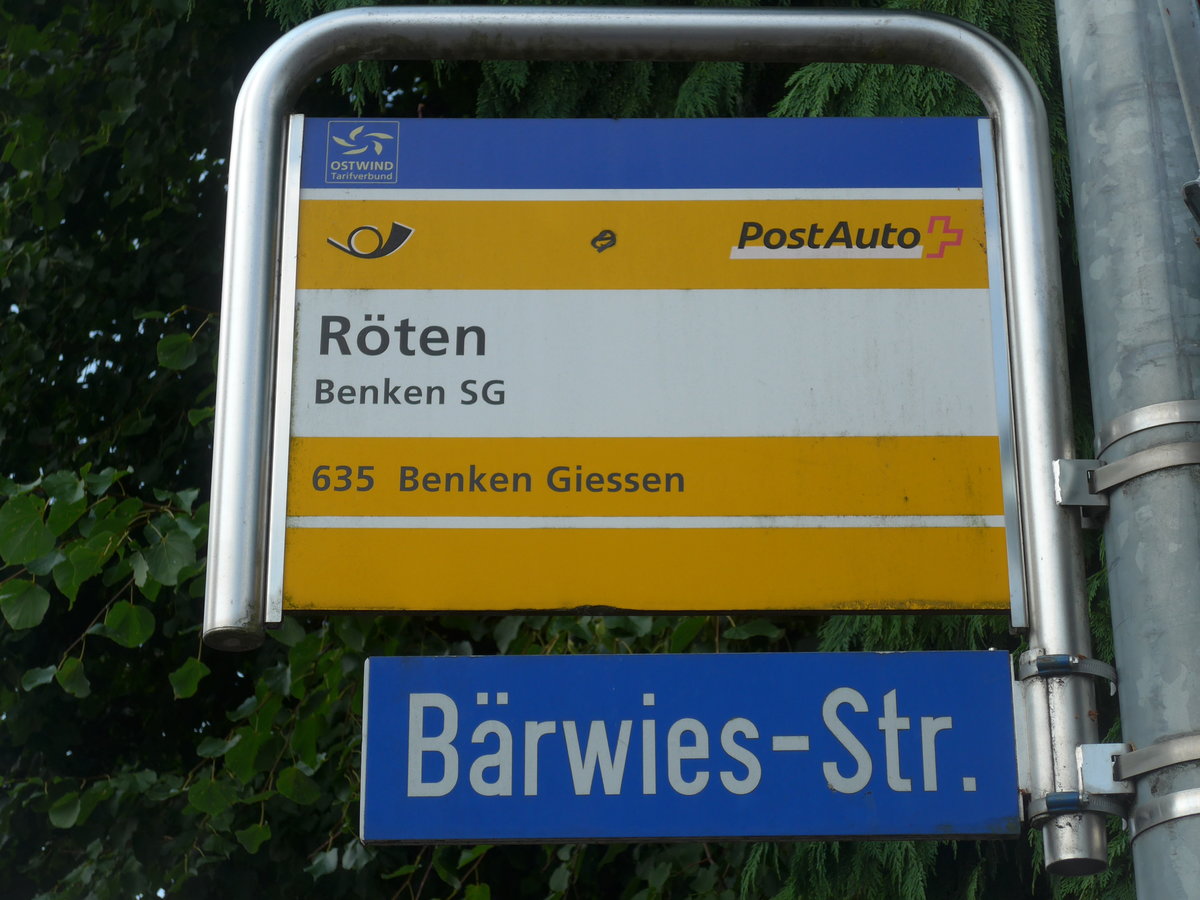 OSTWIND
Tarifverbund
PostAuto
Röten
Benken SG
635 Benken Giessen
Bärwies-Str.